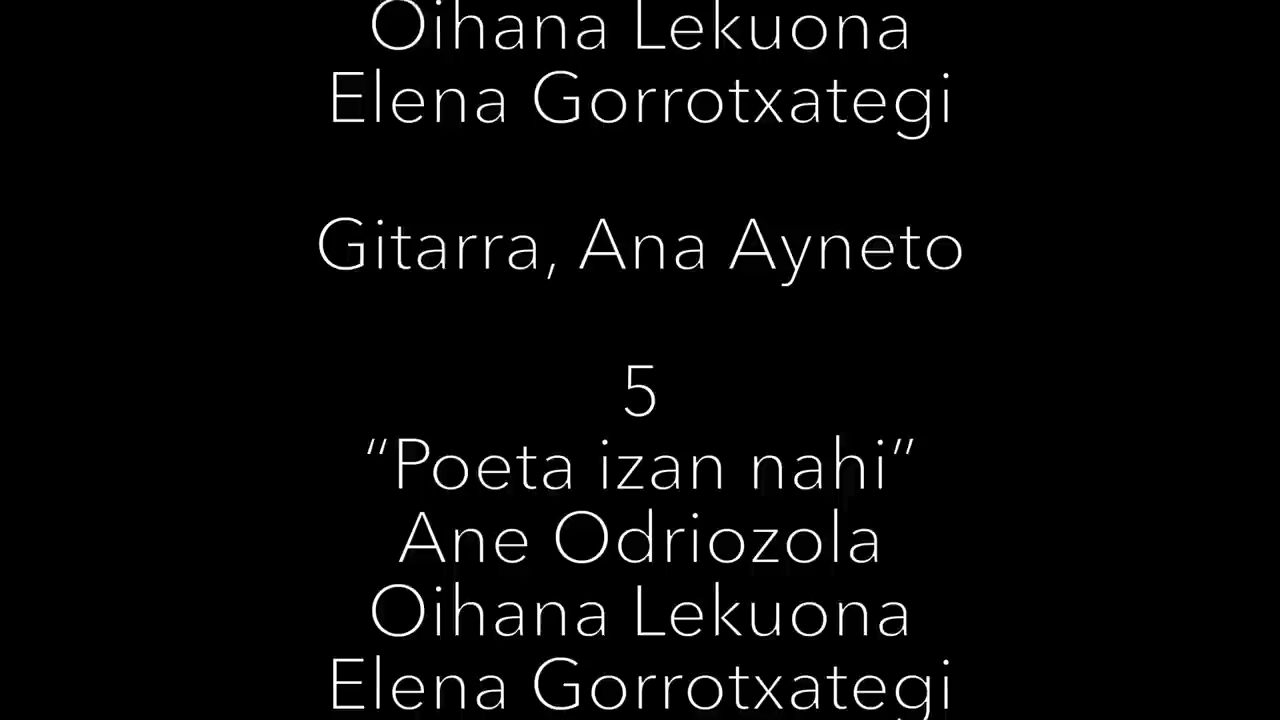 Oihana Lekuona
Elena Gorrotxategi
Gitarra, Ana Ayneto
5
“Poeta izan nahi”
Ane Odriozola
Oihana Lekuona
Elena Gorrotxategi